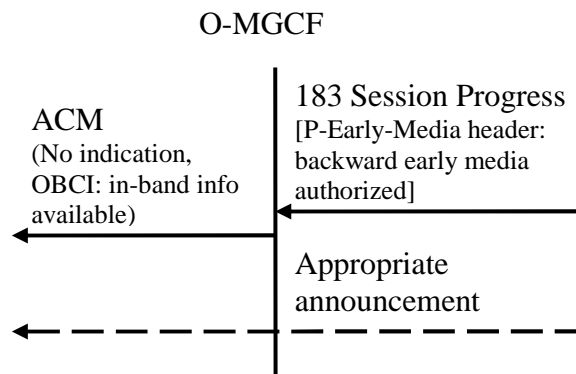 O-MGCF
ACM
(No indication,
OBCI: in-band info
available)
183 Session Progress
[P-Early-Media header:
backward early media
authorized]
Appropriate
announcement